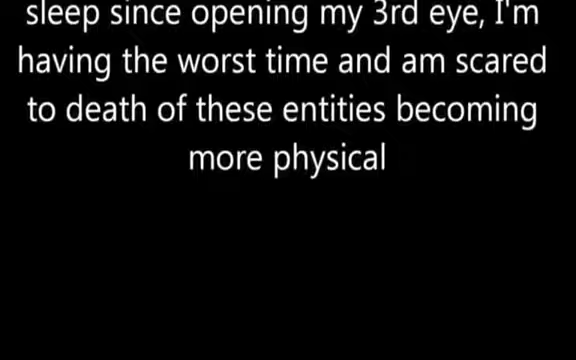 sleep since opening my 3rd eye, I'm
having the worst time and am scared
to death of these entities becoming
more physical